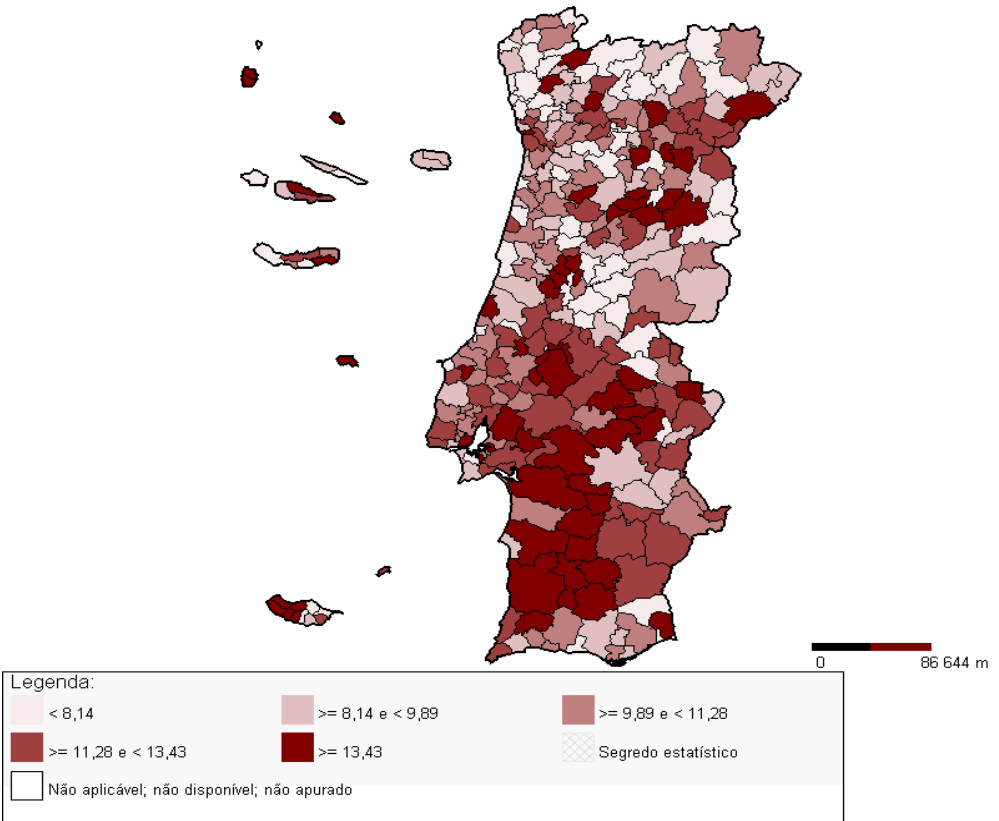 0 86 644 m
Legenda:
< 8,14 >= 8,14 e < 9,89 >= 9,89 e < 11,28
>= 11,28 e < 13,43 >= 13,43 Segredo estatístico
Não aplicável; não disponível; não apurado